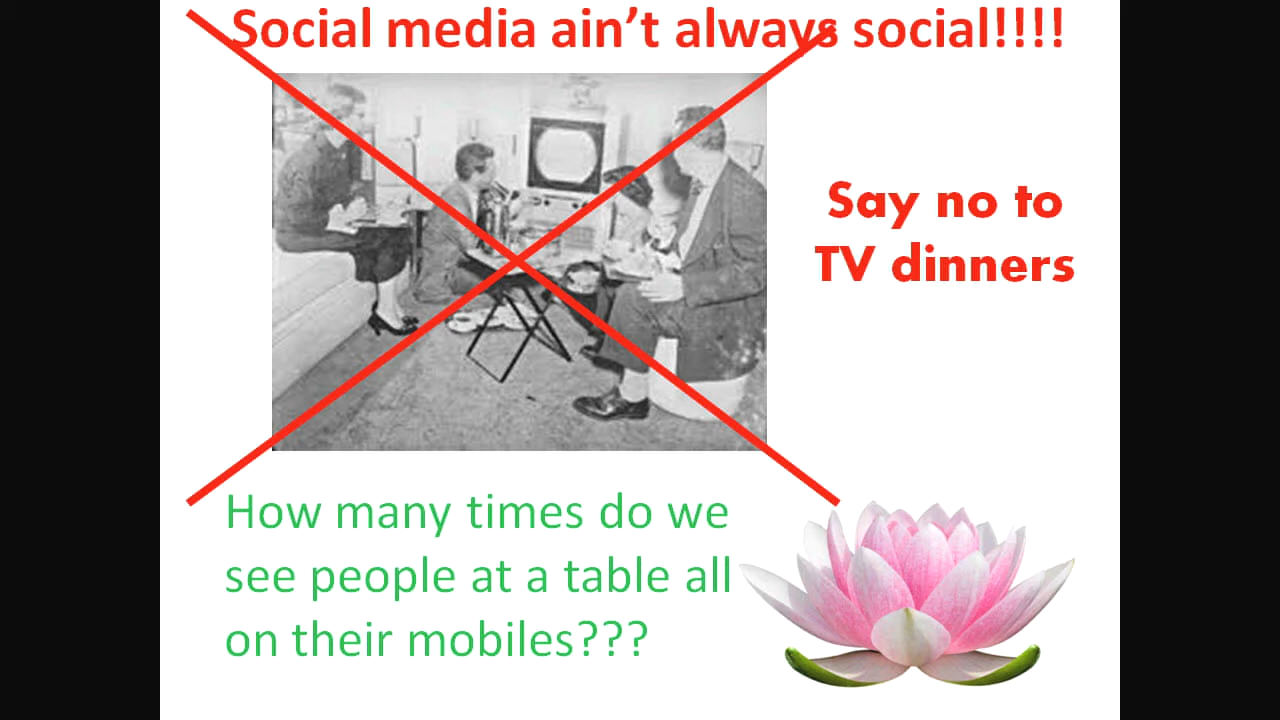 Social media ain’t always social!!!!
Say no to
TV dinners
How many times do we
see people at a table all
on their mobiles???